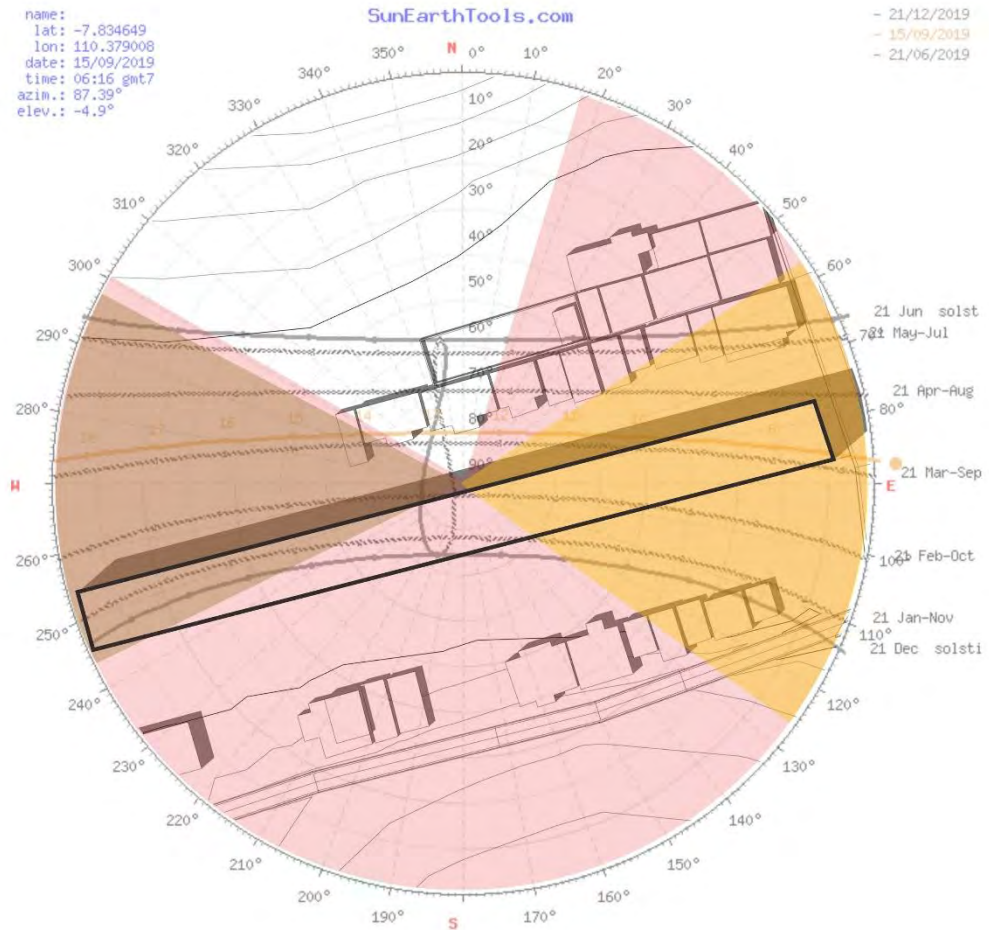 name:
lat: -7.834649
lon: 110.379008
date: 15/09/2019
time: 06:16 gmt7
azim.: 87.39°
elev.: -4.9°
SunEarthTools.com
- 21/12/2019
- 15/09/2019
- 21/06/2019
N
0°
10°
20°
30°
40°
50°
60°
70°
80°
E
100°
110°
120°
130°
140°
150°
160°
170°
S
190°
200°
210°
220°
230°
240°
250°
260°
W
280°
290°
300°
310°
320°
330°
340°
350°
10°
20°
30°
40°
50°
60°
80°
90°
21 Jun solst
21 May-Jul
21 Apr-Aug
21 Mar-Sep
21 Feb-Oct
21 Jan-Nov
21 Dec solsti
16
15